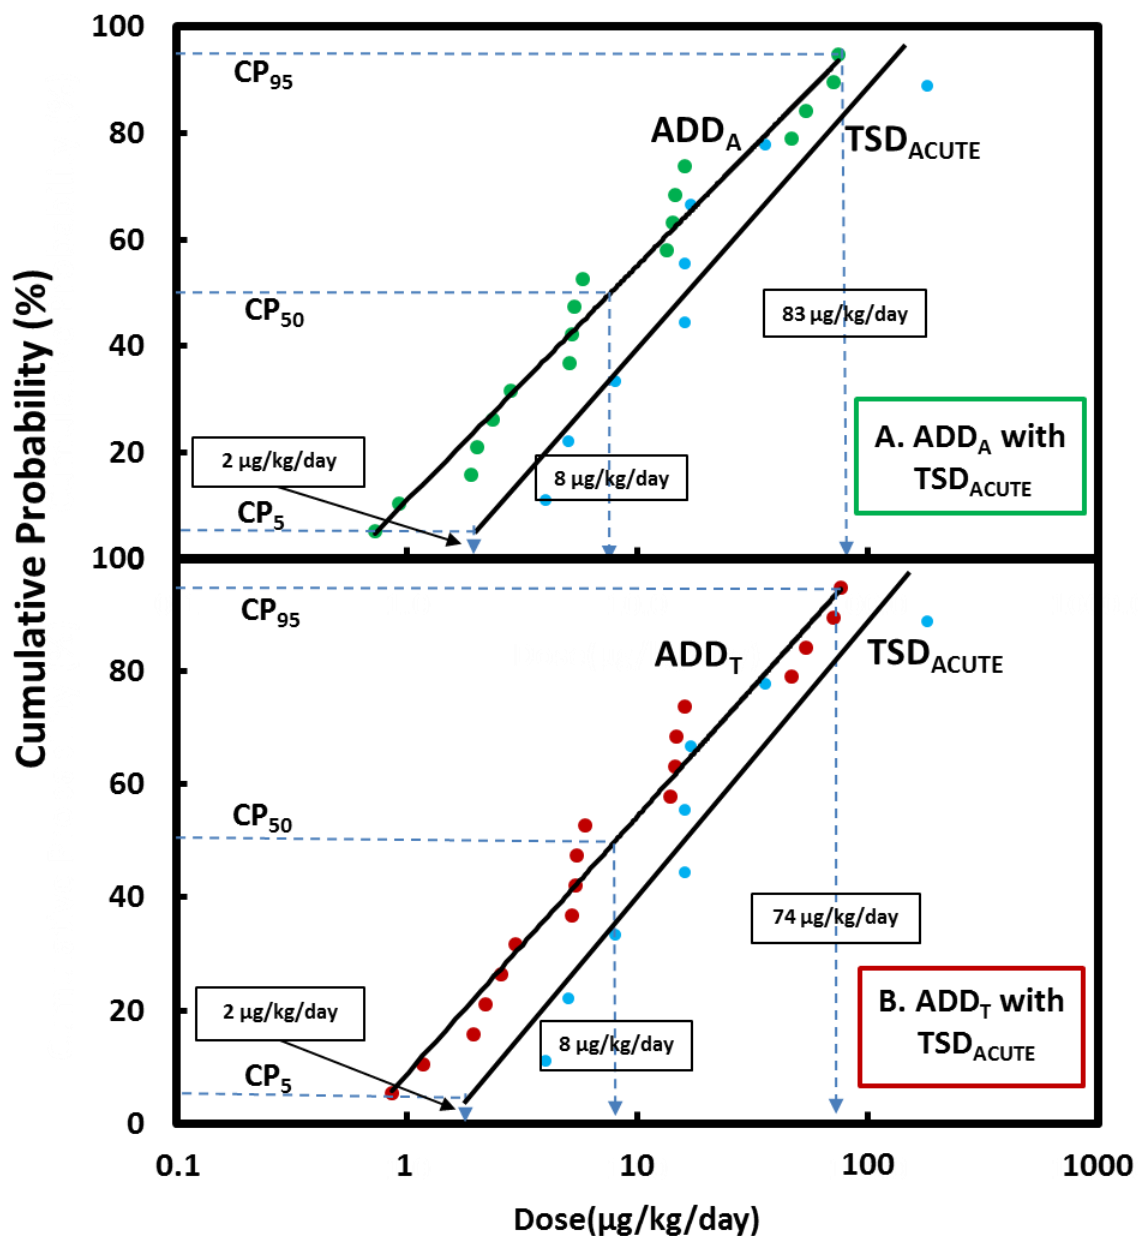 100
CP95
ADDA
TSDACUTE
80
60
CP50
83 µg/kg/day
40
A. ADDA with
TSDACUTE
2 µg/kg/day
20
8 µg/kg/day
CP5
100
CP95
ADDT
TSDACUTE
80
60
CP50
40
74 µg/kg/day
B. ADDT with
TSDACUTE
2 µg/kg/day
20
8 µg/kg/day
CP5
0
0.1 1 10 100 1000
Dose(µg/kg/day)
Cumulative Probability (%)